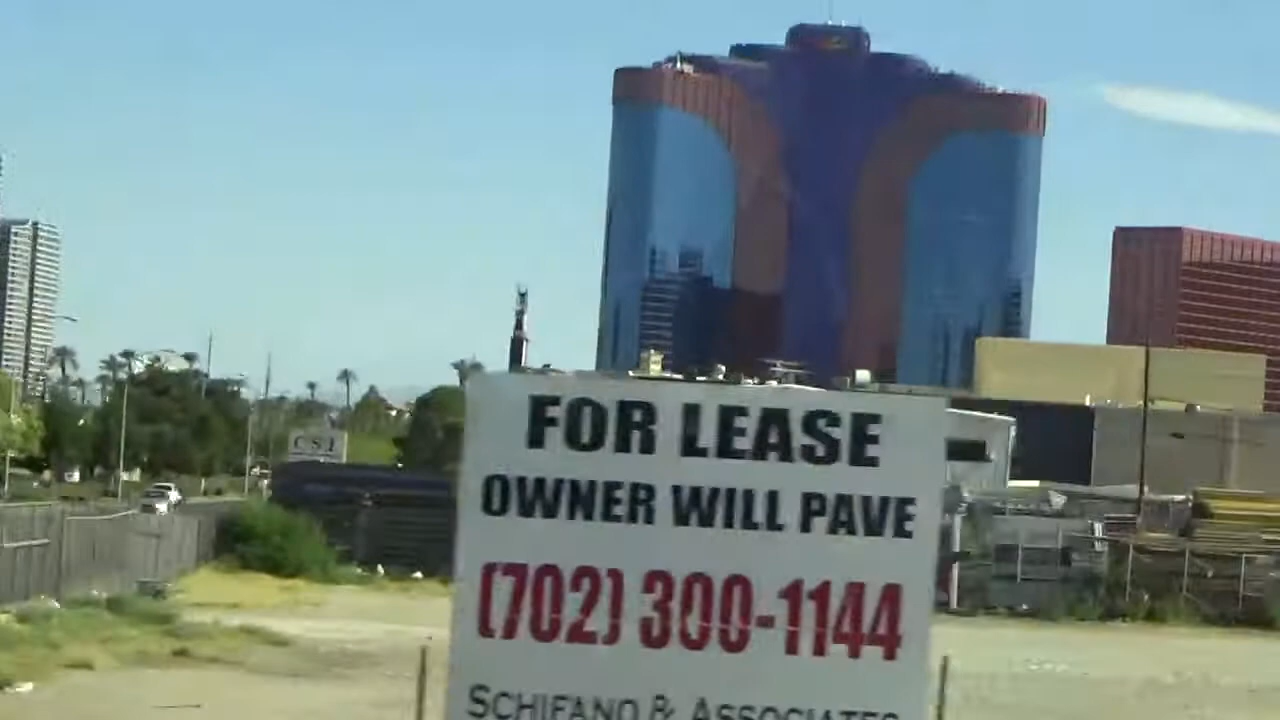 CSI
FOR LEASE
OWNER WILL PAVE
(702) 300-1144
SCHIFANO & ASSOCIATES